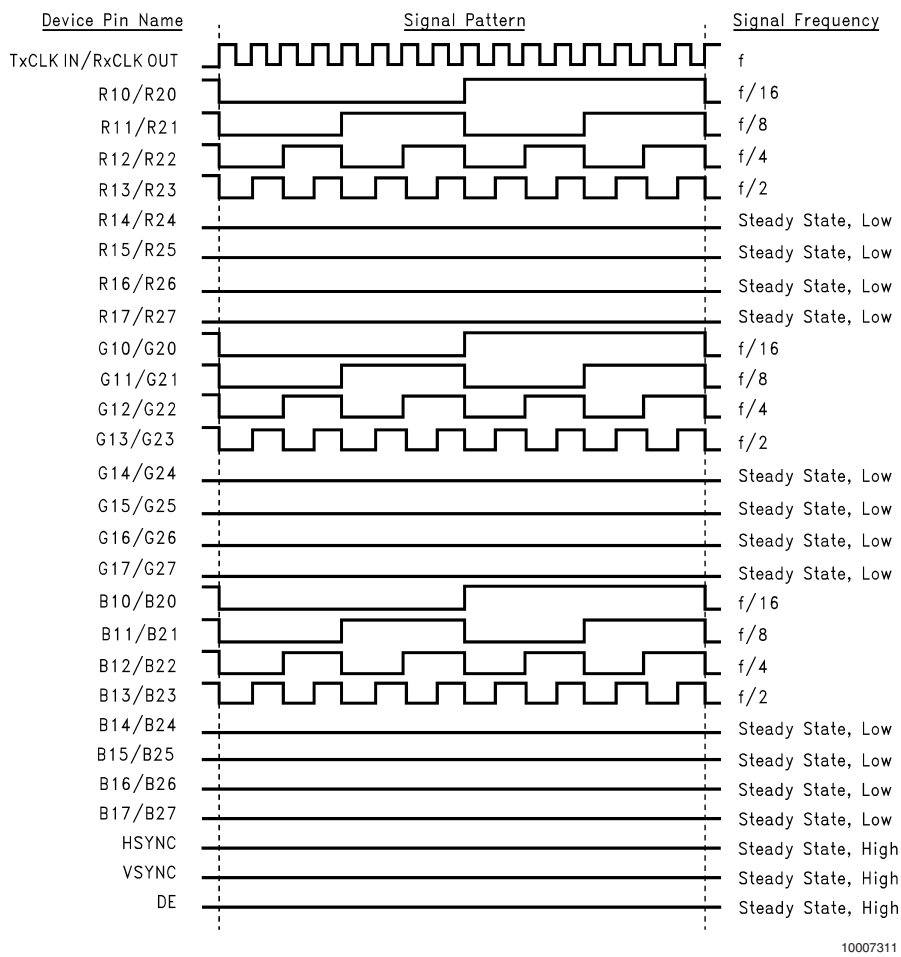 Device Pin Name Signal Pattern Signal Frequency
TxCLK IN/RxCLK OUT f
R10/R20 f/16
R11/R21 f/8
R12/R22 f/4
R13/R23 f/2
R14/R24 Steady State, Low
R15/R25 Steady State, Low
R16/R26 Steady State, Low
R17/R27 Steady State, Low
G10/G20 f/16
G11/G21 f/8
G12/G22 f/4
G13/G23 f/2
G14/G24 Steady State, Low
G15/G25 Steady State, Low
G16/G26 Steady State, Low
G17/G27 Steady State, Low
B10/B20 f/16
B11/B21 f/8
B12/B22 f/4
B13/B23 f/2
B14/B24 Steady State, Low
B15/B25 Steady State, Low
B16/B26 Steady State, Low
B17/B27 Steady State, Low
HSYNC Steady State, High
VSYNC Steady State, High
DE Steady State, High
10007311